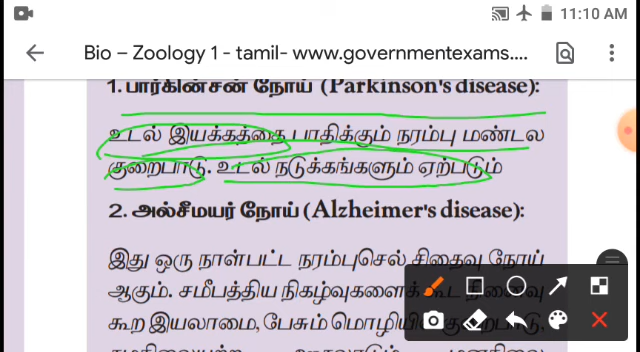 11:10 AM
Bio – Zoology 1 - tamil- www.governmentexams....
1. பார்கின்சன் நோய் (Parkinson's disease):
உடல் இயக்கத்தை பாதிக்கும் நரம்பு மண்டல
குறைபாடு. உடல் நடுக்கங்களும் ஏற்படும்
2. அல்சீமயர் நோய் (Alzheimer's disease):
இது ஒரு நாள்பட்ட நரம்புசெல் சிதைவு நோய்
ஆகும். சமீபத்திய நிகழ்வுகளைக் கூட நினைவு
கூற இயலாமை, பேசும் மொழியில் குறைபாடு,